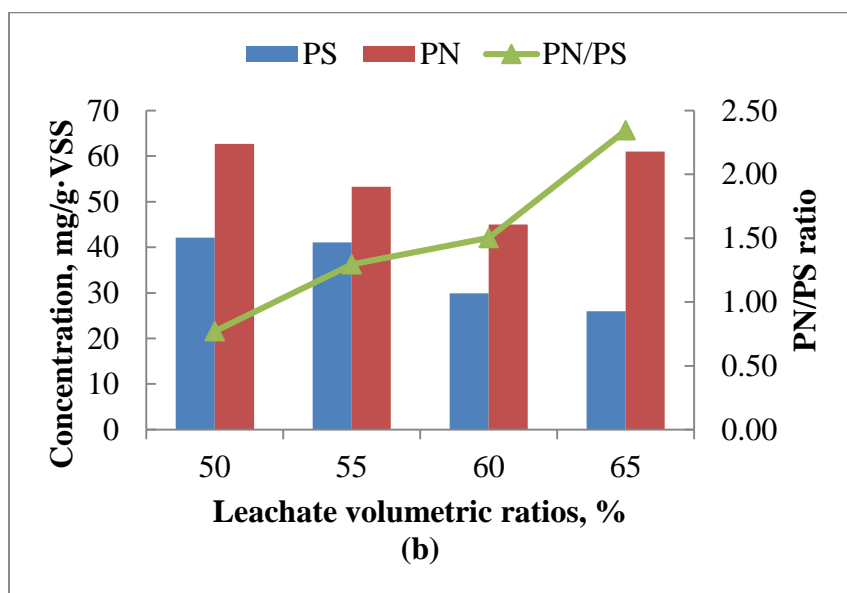 PS PN PN/PS
70 2.50
60 2.00
50
40 1.50
30 1.00
20 0.50
10
0 0.00
Concentration, mg/g·VSS
PN/PS ratio
50 55 60 65
Leachate volumetric ratios, %
(b)